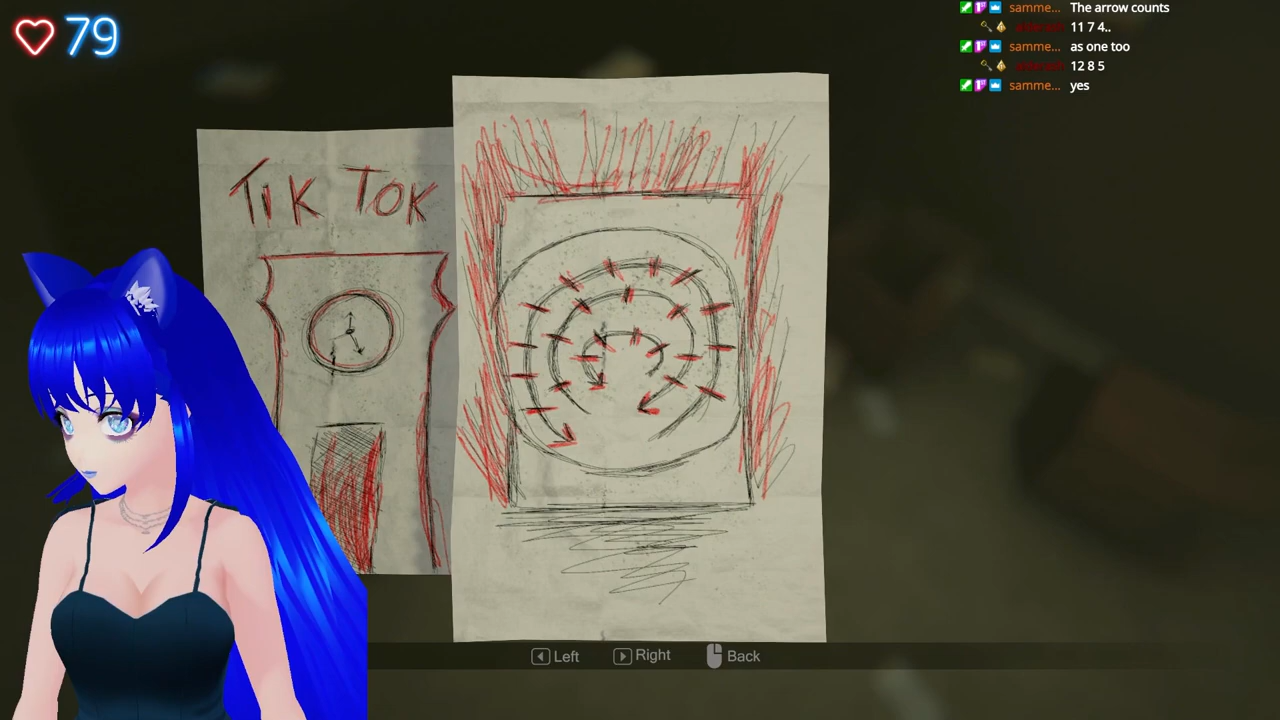 79
samme... The arrow counts
11 7 4..
samme... as one too
12 8 5
samme... yes
TIK TOK
Left Right Back